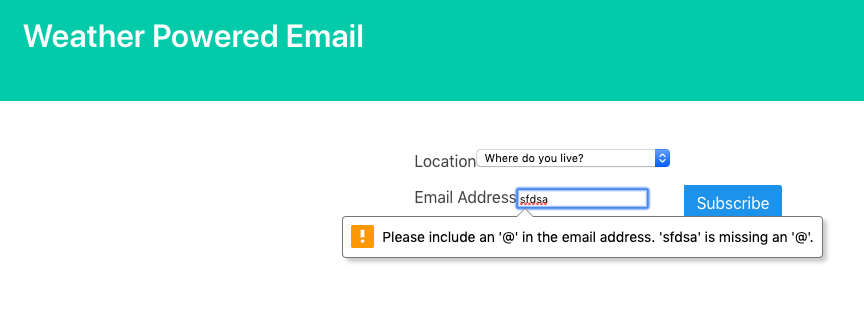 Weather Powered Email
Location Where do you live?
Email Address sfdsa Subscribe
! Please include an '@' in the email address. 'sfdsa' is missing an '@'.